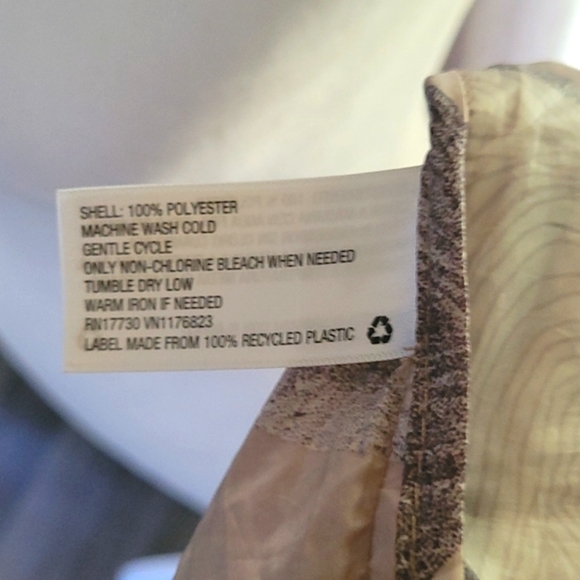 SHELL: 100% POLYESTER
MACHINE WASH COLD
GENTLE CYCLE
ONLY NON-CHLORINE BLEACH WHEN NEEDED
TUMBLE DRY LOW
WARM IRON IF NEEDED
RN17730 VN1176823
LABEL MADE FROM 100% RECYCLED PLASTIC